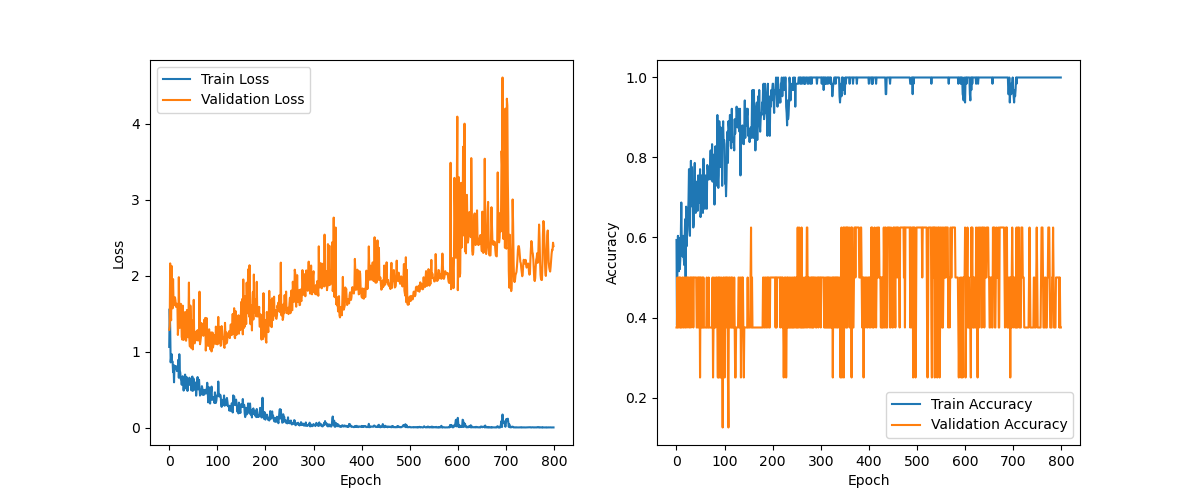 Train Loss
Validation Loss
4
3
2
1
0
Loss
0 100 200 300 400 500 600 700 800
Epoch
1.0
0.8
0.6
0.4
0.2
Accuracy
Train Accuracy
Validation Accuracy
0 100 200 300 400 500 600 700 800
Epoch